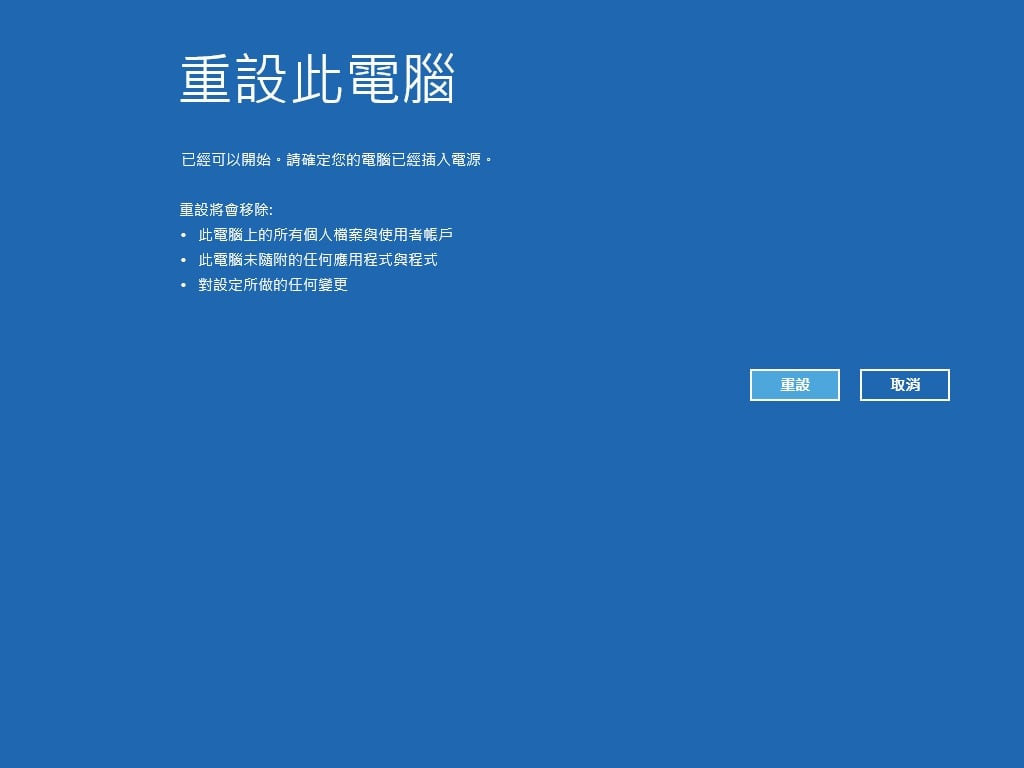 重設此電腦
已經可以開始。請確定您的電腦已經插入電源。
重設將會移除:
• 此電腦上的所有個人檔案與使用者帳戶
• 此電腦未隨附的任何應用程式與程式
• 對設定所做的任何變更
重設 取消